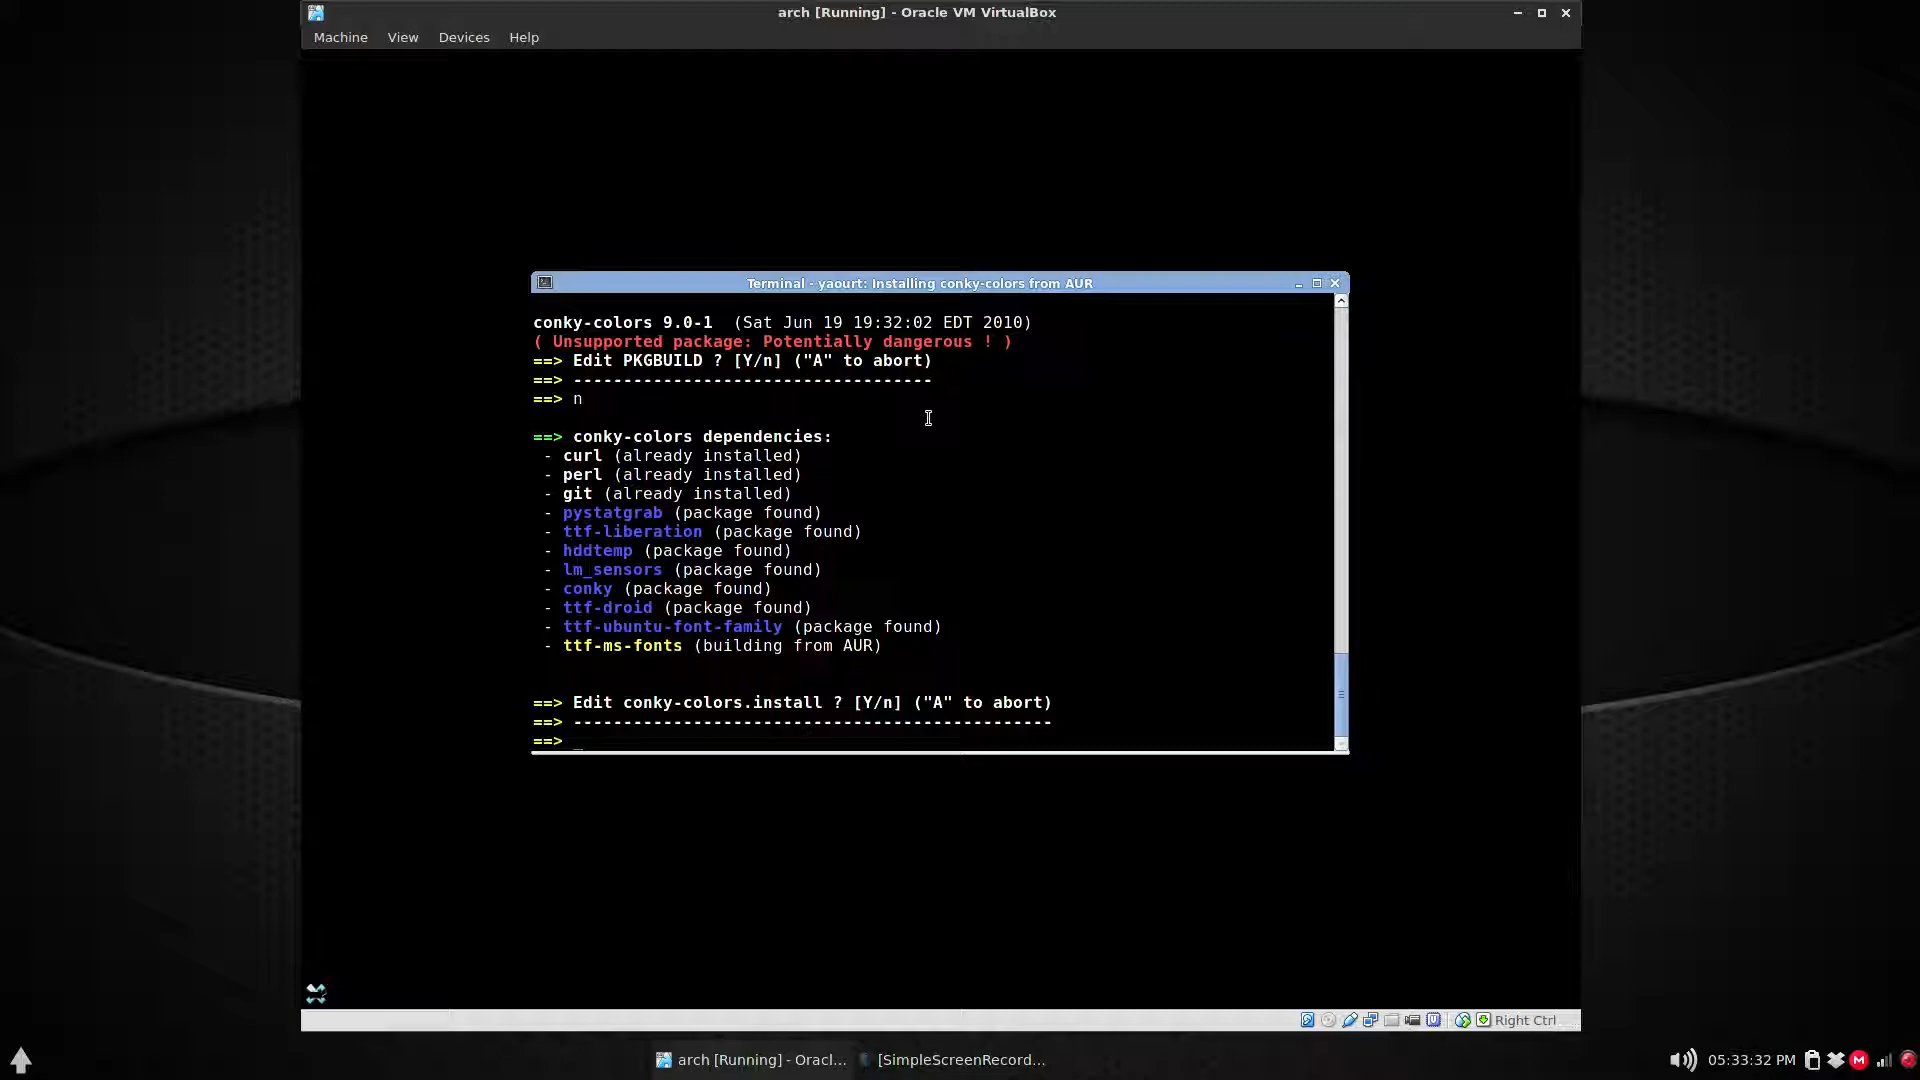 arch [Running] - Oracle VM VirtualBox
Machine View Devices Help
Terminal - yaourt: Installing conky-colors from AUR
conky-colors 9.0-1  (Sat Jun 19 19:32:02 EDT 2010)
( Unsupported package: Potentially dangerous ! )
==> Edit PKGBUILD ? [Y/n] ("A" to abort)
==> ------------------------------------
==> n
==> conky-colors dependencies:
- curl (already installed)
- perl (already installed)
- git (already installed)
- pystatgrab (package found)
- ttf-liberation (package found)
- hddtemp (package found)
- lm_sensors (package found)
- conky (package found)
- ttf-droid (package found)
- ttf-ubuntu-font-family (package found)
- ttf-ms-fonts (building from AUR)
==> Edit conky-colors.install ? [Y/n] ("A" to abort)
==> ------------------------------------------------
==> _
Right Ctrl
arch [Running] - Oracl... [SimpleScreenRecord... 05:33:32 PM